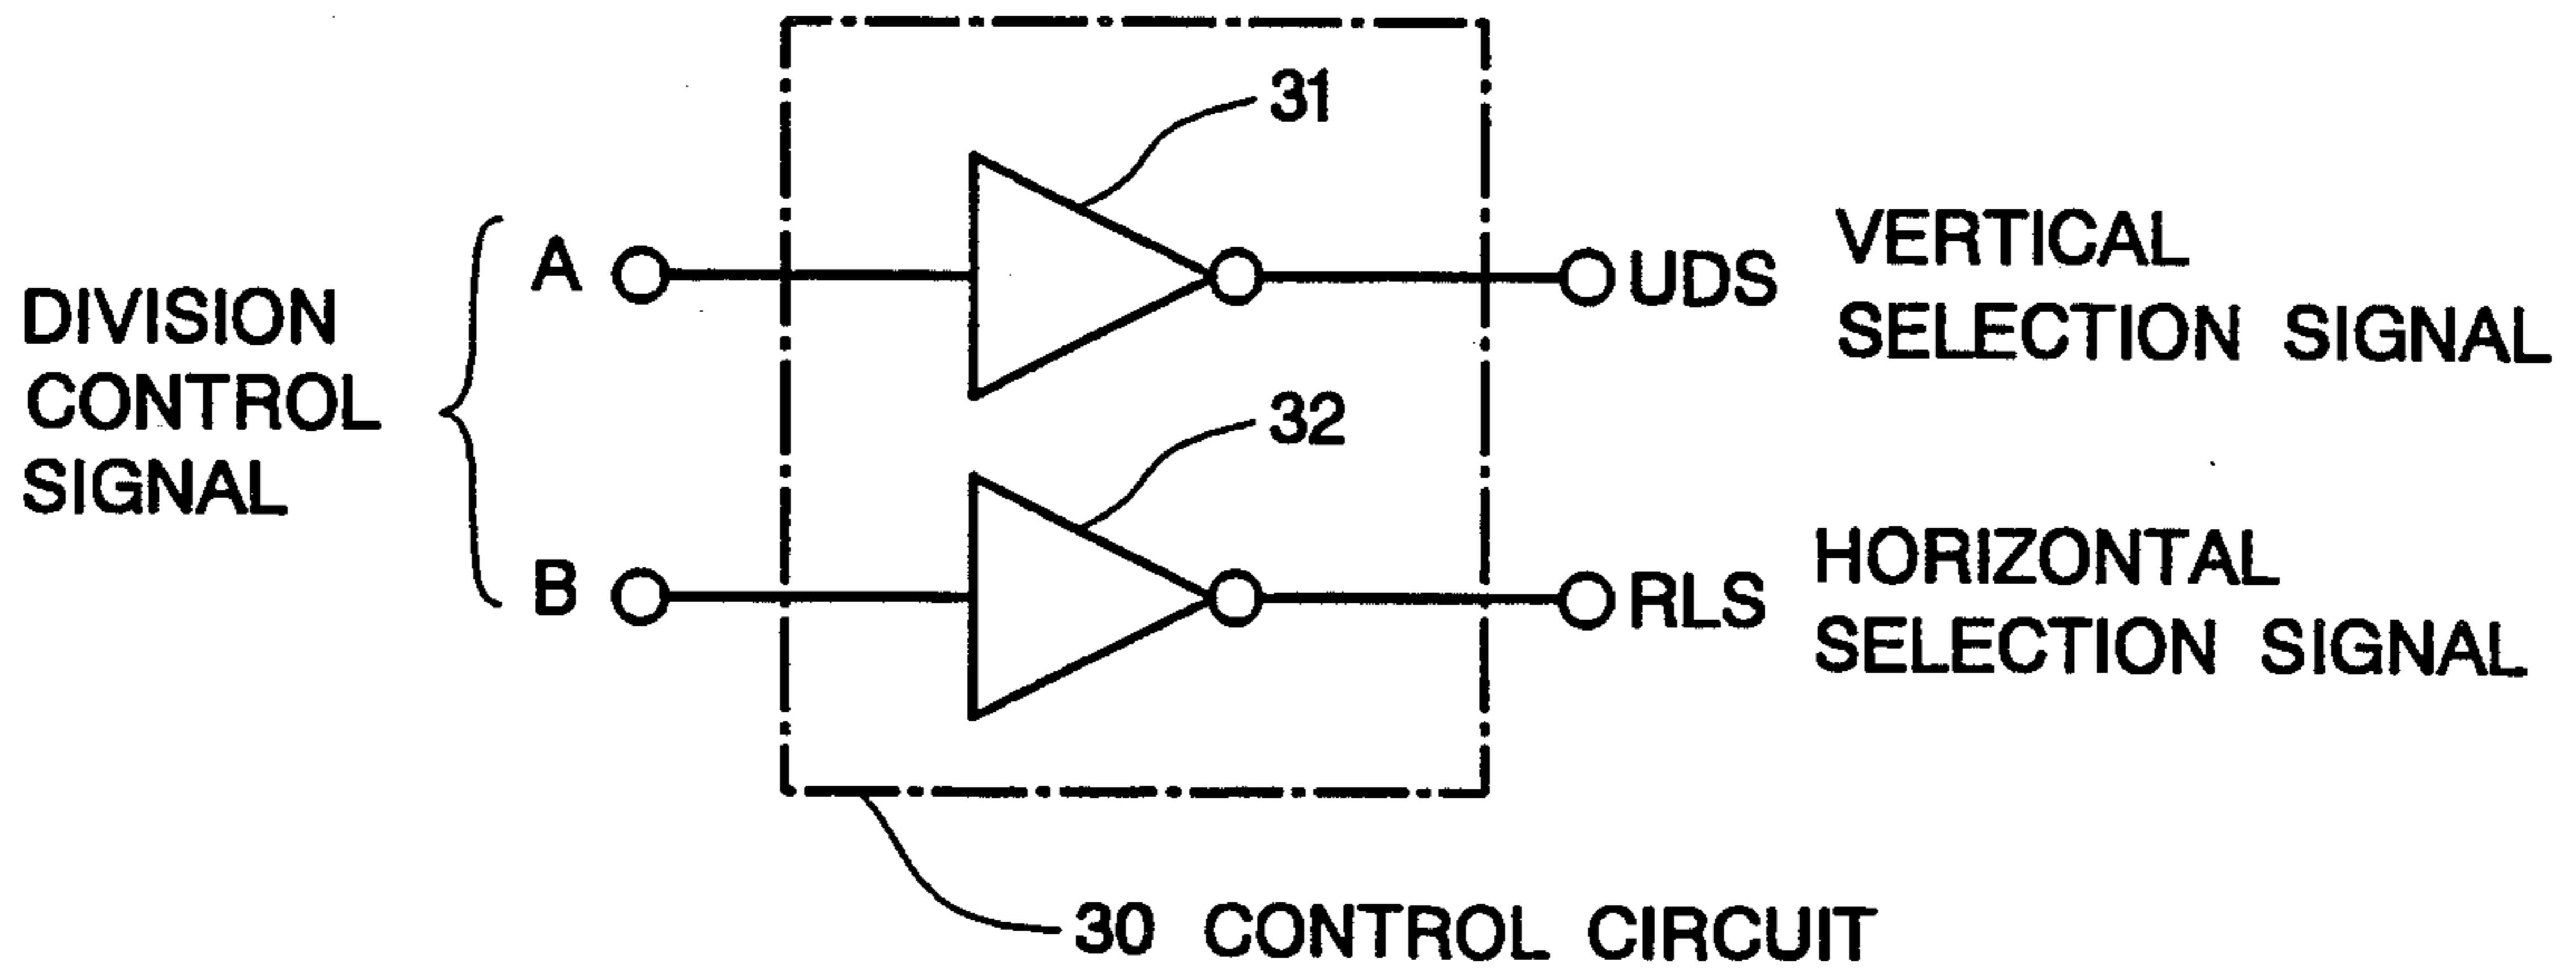 DIVISION
CONTROL
SIGNAL
A
B
31
32
UDS
VERTICAL
SELECTION SIGNAL
RLS
HORIZONTAL
SELECTION SIGNAL
30 CONTROL CIRCUIT